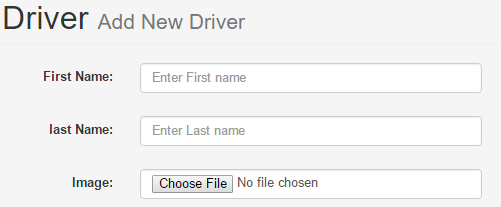 Driver Add New Driver
First Name: Enter First name
last Name: Enter Last name
Image: Choose File No file chosen